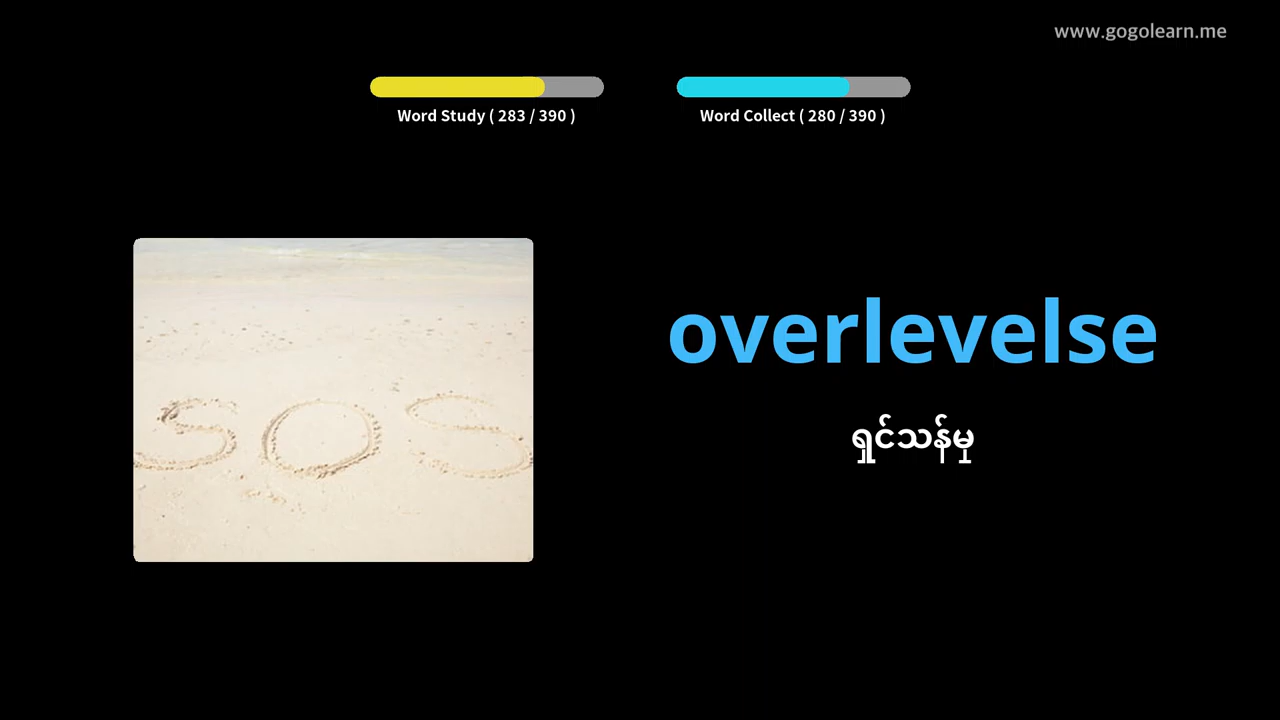 www.gogolearn.me
Word Study ( 283 / 390 )
Word Collect ( 280 / 390 )
SOS
overlevelse
ရှင်သန်မှု